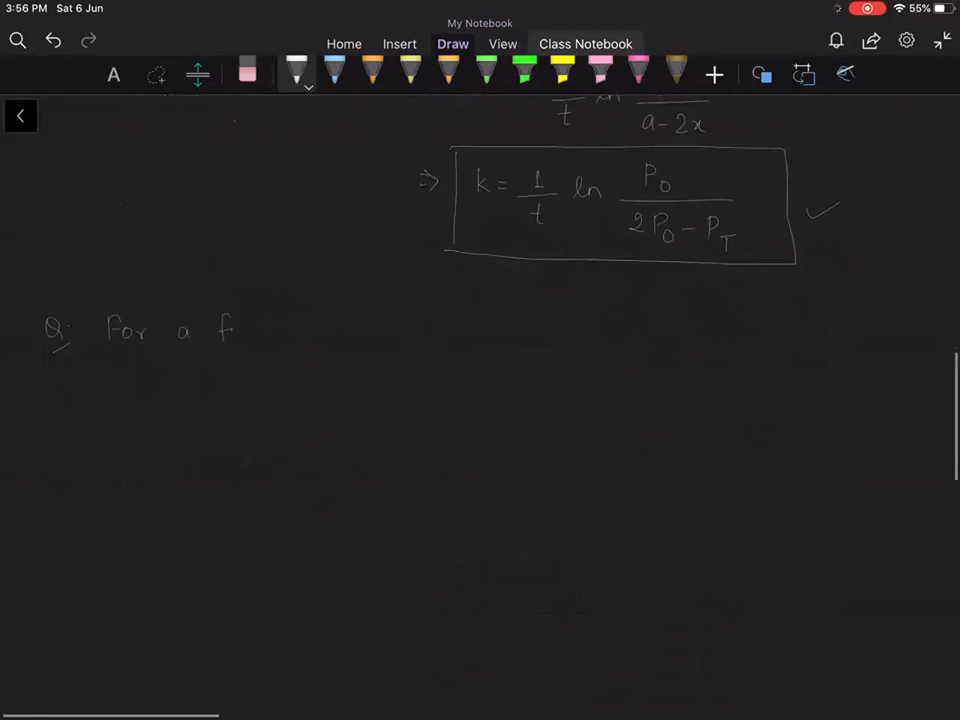 3:56 PM Sat 6 Jun
55%
My Notebook
Home Insert Draw View Class Notebook
A
t
a-2x
⇒ k = 1/t ln P0/(2P0 - PT)
Q: For a f